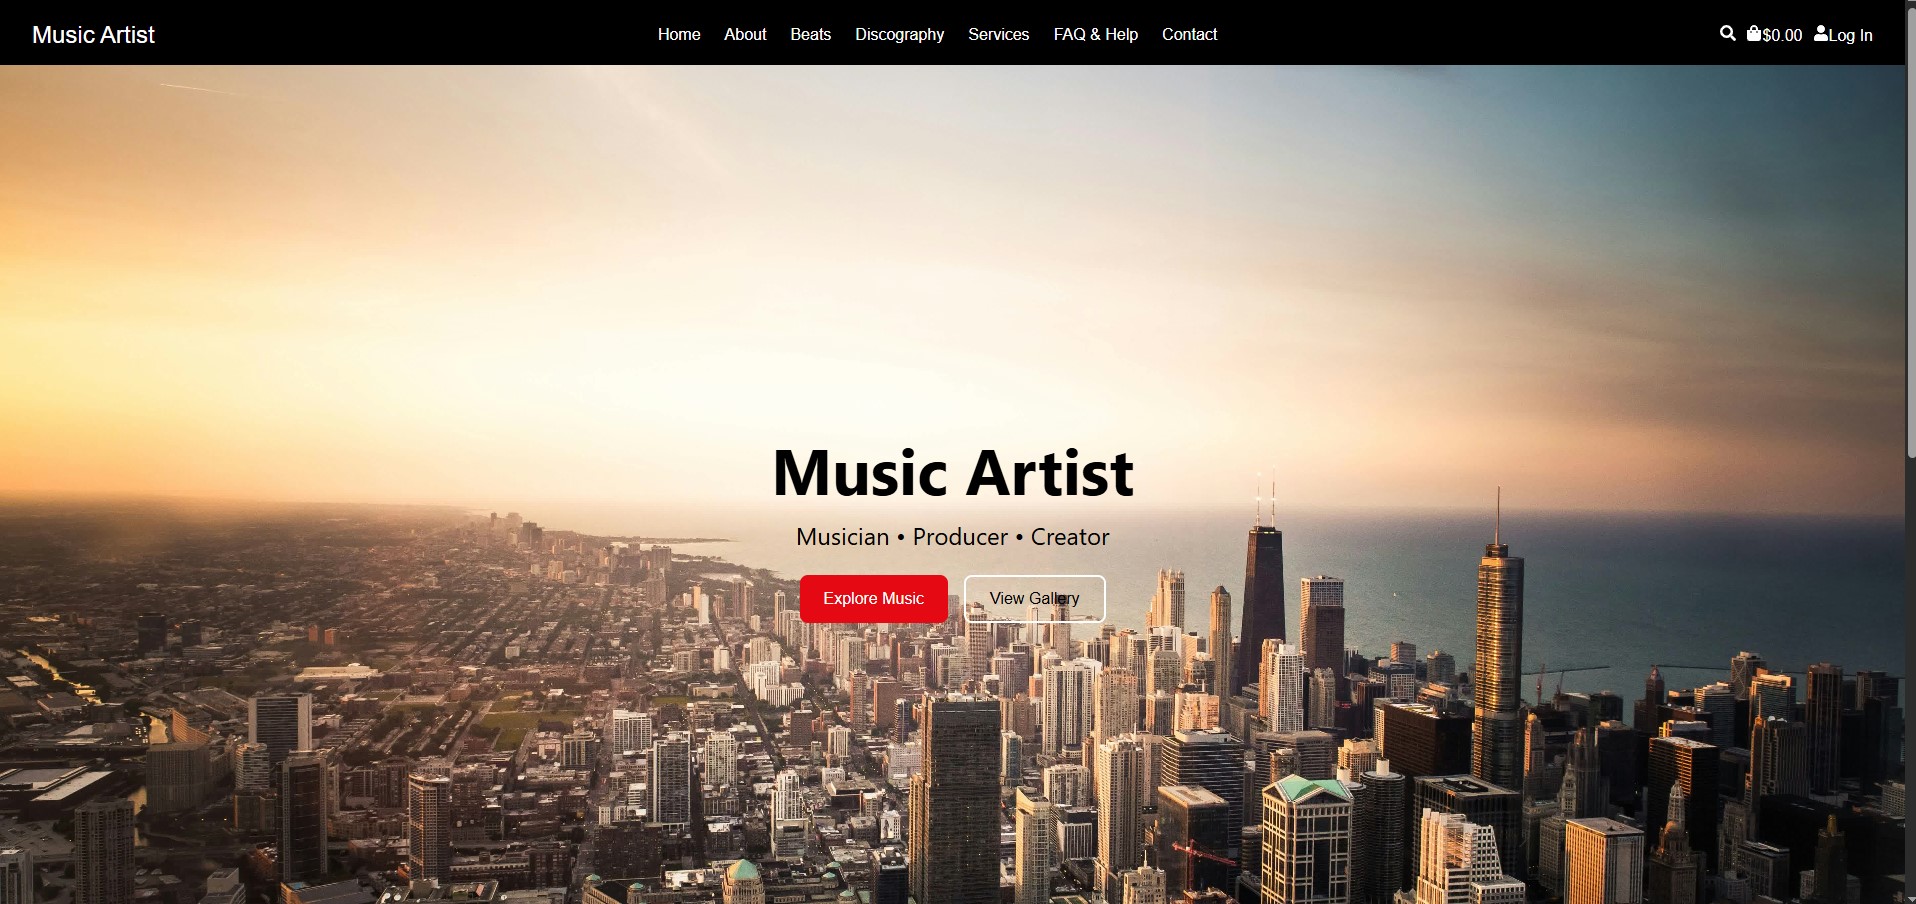 Music Artist
Home About Beats Discography Services FAQ & Help Contact
$0.00 Log In
Music Artist
Musician • Producer • Creator
Explore Music View Gallery